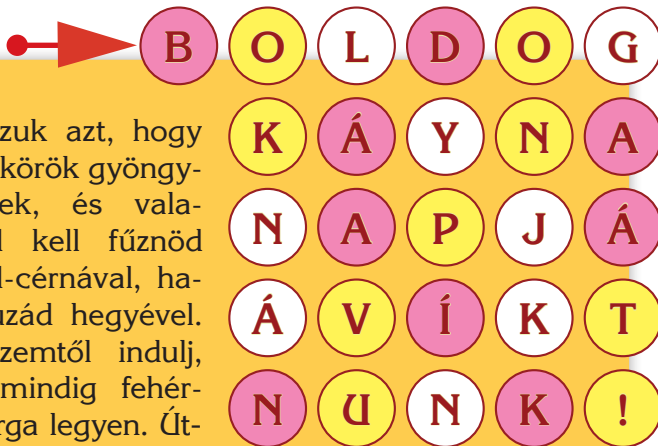 B O L D O G
zuk azt, hogy
körök gyöngy-
ek, és vala-
l kell fűznöd
l-cérnával, ha-
uzád hegyével.
zemtől indulj,
mindig fehér-
rga legyen. Út-
K Á Y N A
N A P J Á
Á V Í K T
N U N K !